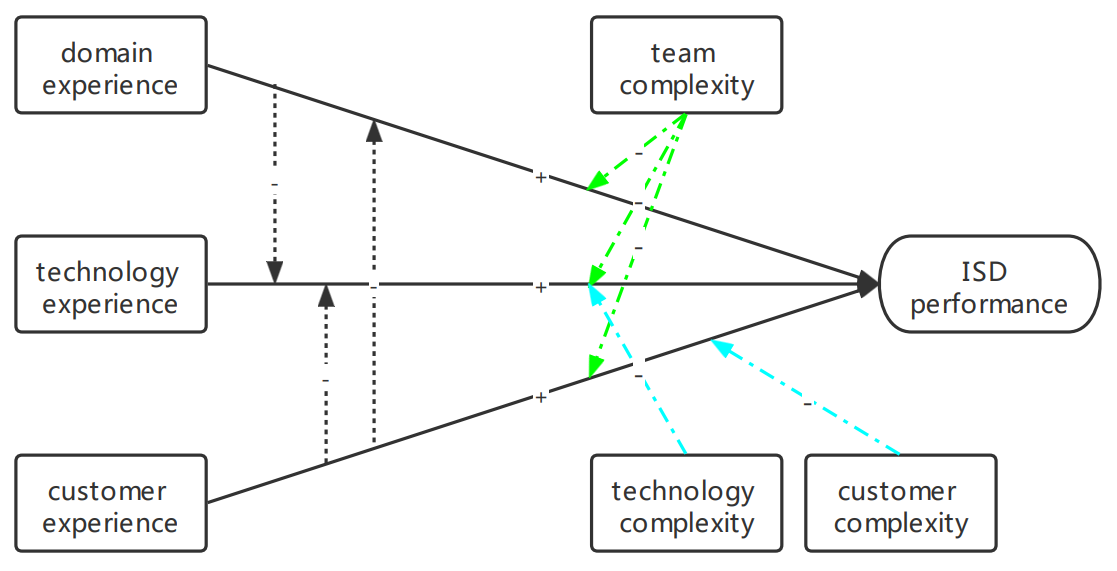 domain
experience
team
complexity
-
+
-
-
-
technology
experience
-
+
ISD
performance
-
-
+
-
customer
experience
technology
complexity
customer
complexity